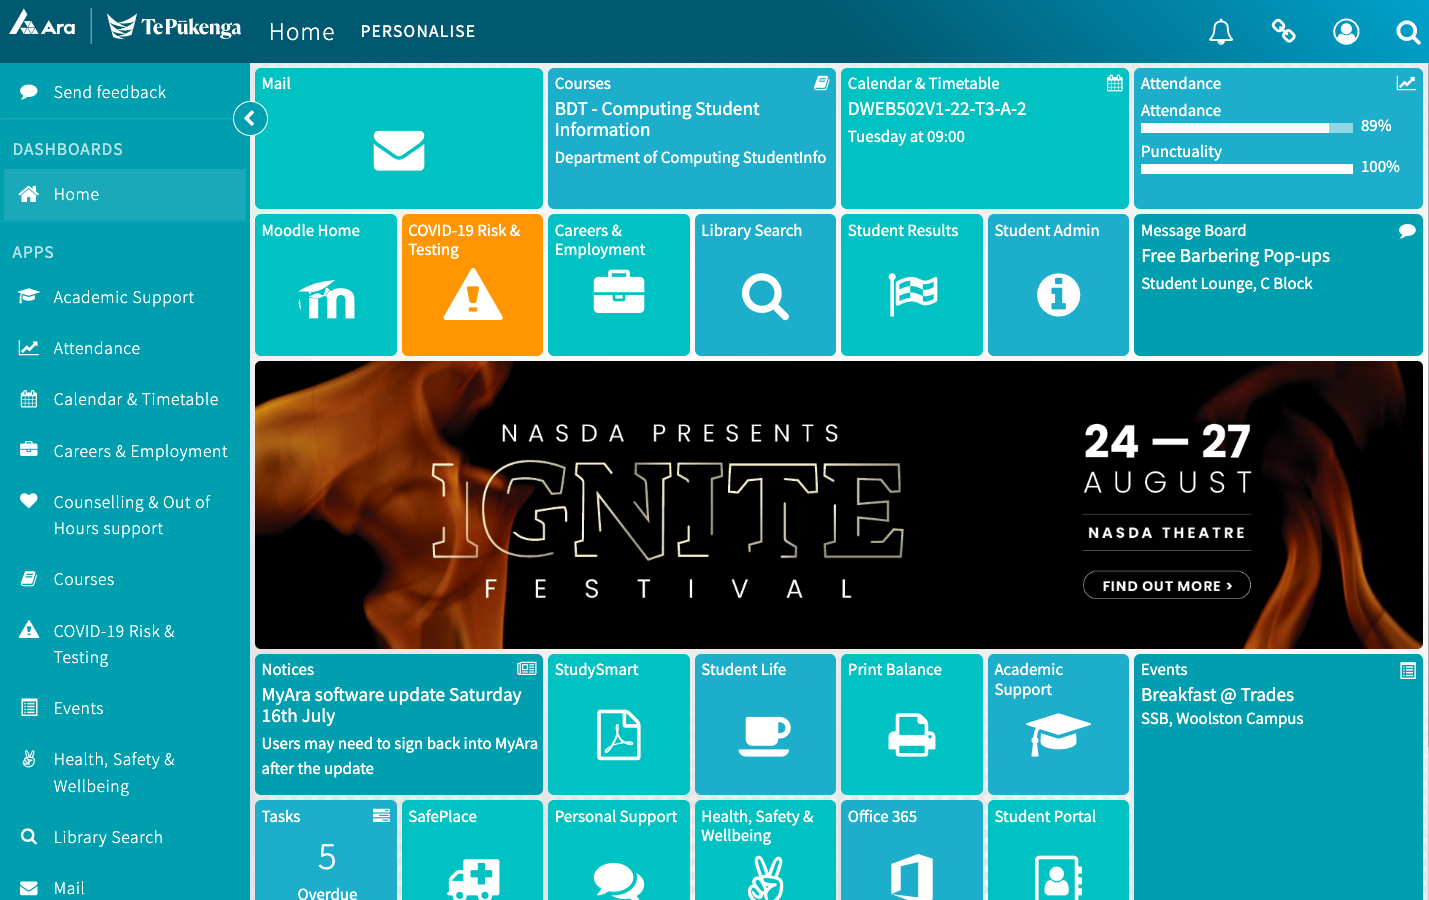 Ara
Te Pūkenga
Home
PERSONALISE
Send feedback
DASHBOARDS
Home
APPS
Academic Support
Attendance
Calendar & Timetable
Careers & Employment
Counselling & Out of
Hours support
Courses
COVID-19 Risk &
Testing
Events
Health, Safety &
Wellbeing
Library Search
Mail
Mail
Courses
BDT - Computing Student
Information
Department of Computing StudentInfo
Calendar & Timetable
DWEB502V1-22-T3-A-2
Tuesday at 09:00
Attendance
Attendance
89%
Punctuality
100%
Moodle Home
COVID-19 Risk &
Testing
Careers &
Employment
Library Search
Student Results
Student Admin
Message Board
Free Barbering Pop-ups
Student Lounge, C Block
NASDA PRESENTS
IGNITE
FESTIVAL
24 — 27
AUGUST
NASDA THEATRE
FIND OUT MORE >
Notices
MyAra software update Saturday
16th July
Users may need to sign back into MyAra
after the update
StudySmart
Student Life
Print Balance
Academic
Support
Events
Breakfast @ Trades
SSB, Woolston Campus
Tasks
5
Overdue
SafePlace
Personal Support
Health, Safety &
Wellbeing
Office 365
Student Portal